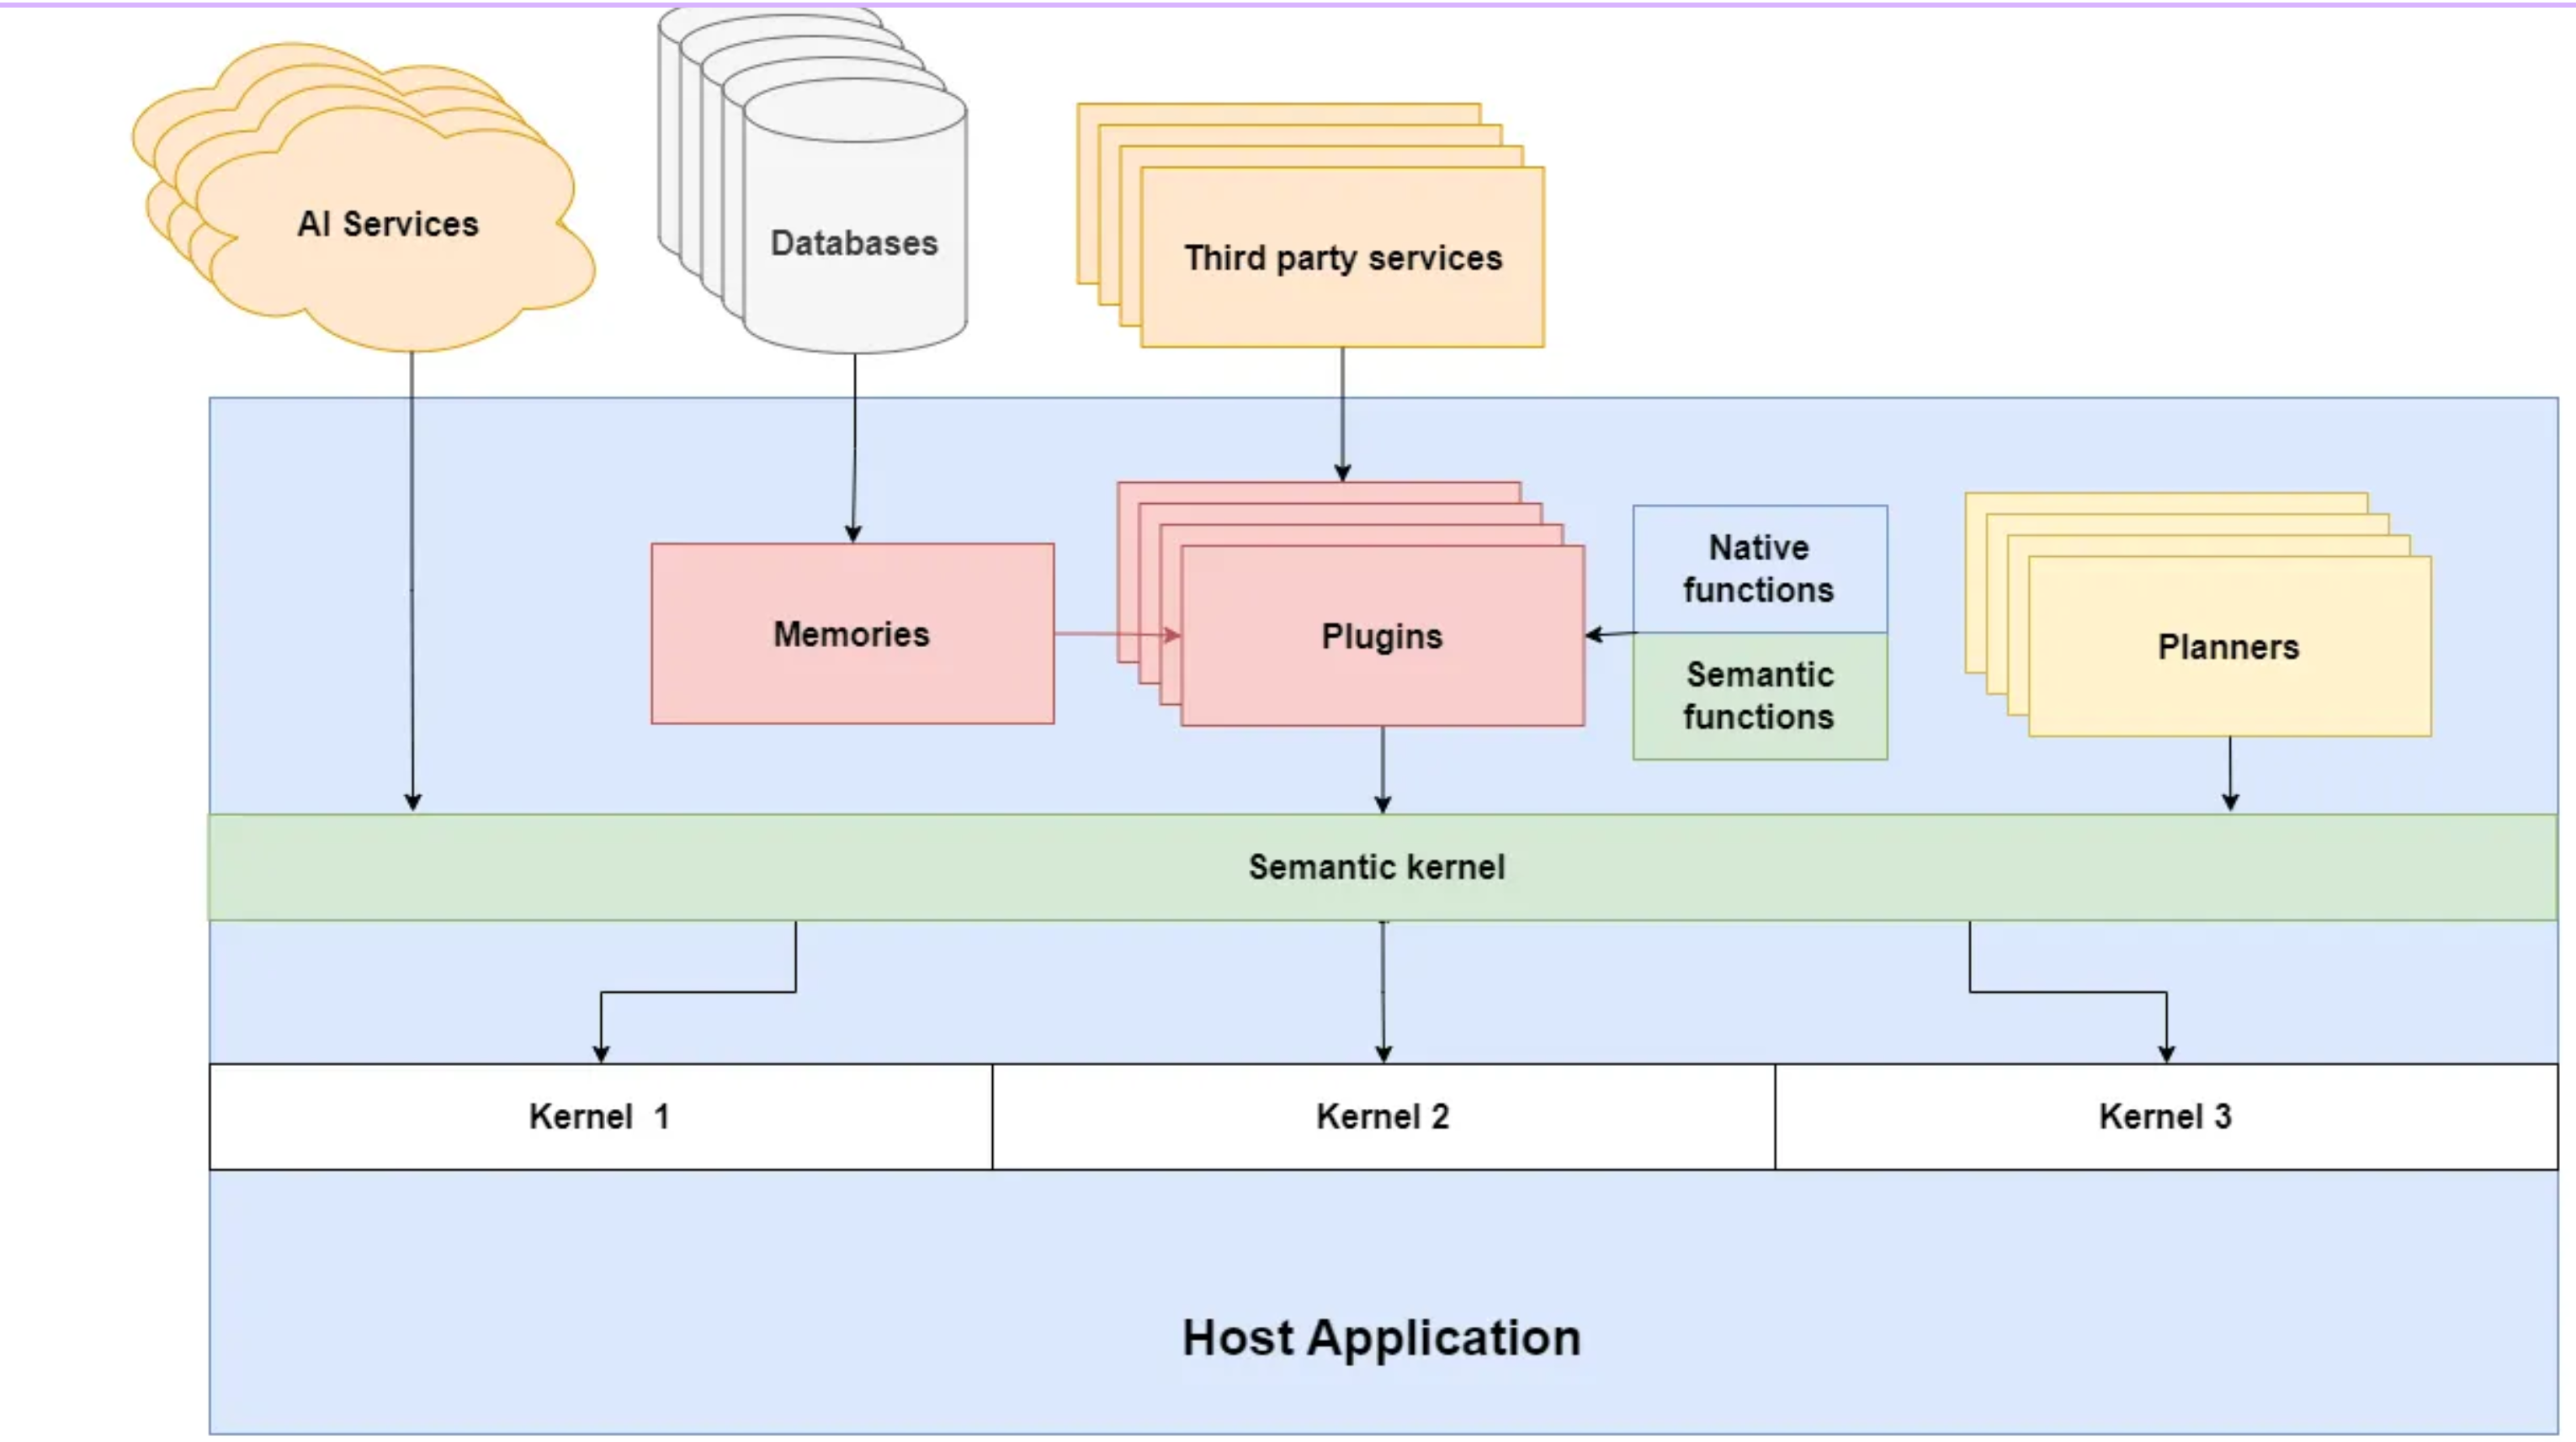 AI Services
Databases
Third party services
Memories
Plugins
Native
functions
Semantic
functions
Planners
Semantic kernel
Kernel  1
Kernel 2
Kernel 3
Host Application